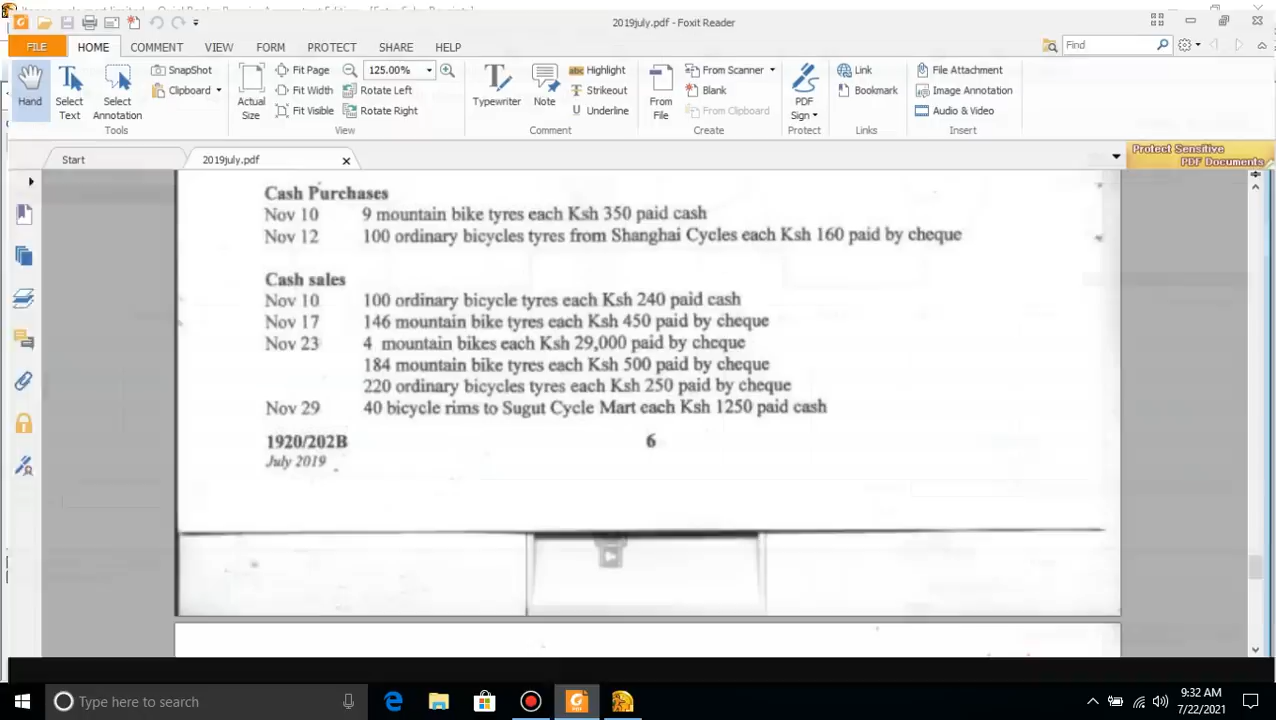 2019july.pdf - Foxit Reader
FILE
HOME
COMMENT
VIEW
FORM
PROTECT
SHARE
HELP
Find
Hand
Select
Text
Select
Annotation
SnapShot
Clipboard
Tools
Actual
Size
Fit Page
Fit Width
Fit Visible
125.00%
Rotate Left
Rotate Right
View
Typewriter
Note
Highlight
Strikeout
Underline
Comment
From
File
From Scanner
Blank
From Clipboard
Create
PDF
Sign
Protect
Link
Bookmark
Links
File Attachment
Image Annotation
Audio & Video
Insert
Start
2019july.pdf
Protect Sensitive
PDF Documents
Cash Purchases
Nov 10 9 mountain bike tyres each Ksh 350 paid cash
Nov 12 100 ordinary bicycles tyres from Shanghai Cycles each Ksh 160 paid by cheque
Cash sales
Nov 10 100 ordinary bicycle tyres each Ksh 240 paid cash
Nov 17 146 mountain bike tyres each Ksh 450 paid by cheque
Nov 23 4 mountain bikes each Ksh 29,000 paid by cheque
184 mountain bike tyres each Ksh 500 paid by cheque
220 ordinary bicycles tyres each Ksh 250 paid by cheque
Nov 29 40 bicycle rims to Sugut Cycle Mart each Ksh 1250 paid cash
1920/202B 6
July 2019
Type here to search
9:32 AM
7/22/2021